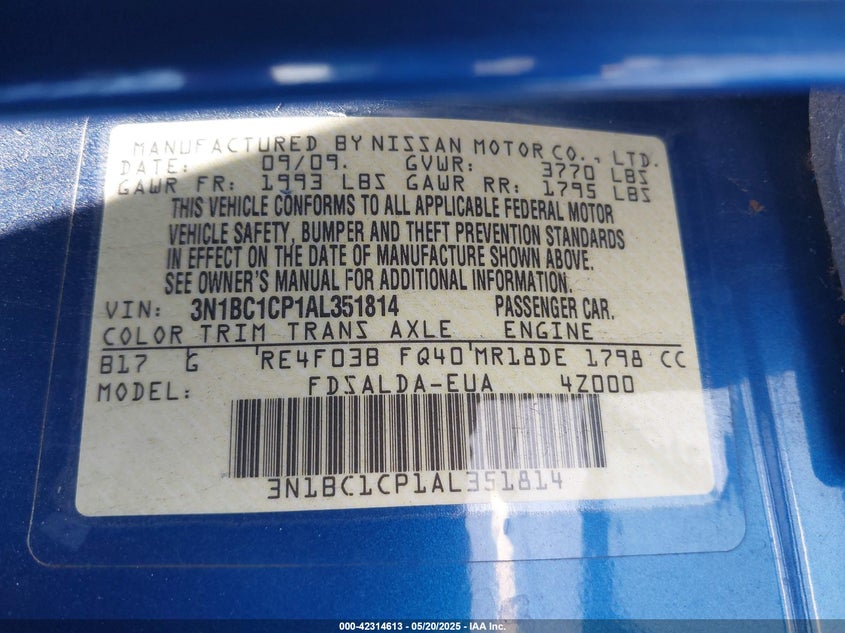 MANUFACTURED BY NISSAN MOTOR CO., LTD.
DATE: 09/09. GVWR: 3770 LBS
GAWR FR: 1993 LBS GAWR RR: 1795 LBS
THIS VEHICLE CONFORMS TO ALL APPLICABLE FEDERAL MOTOR
VEHICLE SAFETY, BUMPER AND THEFT PREVENTION STANDARDS
IN EFFECT ON THE DATE OF MANUFACTURE SHOWN ABOVE.
SEE OWNER'S MANUAL FOR ADDITIONAL INFORMATION.
VIN: 3N1BC1CP1AL351814 PASSENGER CAR.
COLOR TRIM TRANS AXLE ENGINE
B17 G RE4F03B FQ40 MR18DE 1798 CC
MODEL: FDSALDA-EUA 4Z000
3N1BC1CP1AL351814
000-42314613 — 05/20/2025 — IAA Inc.